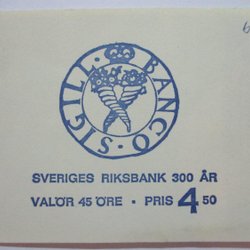 SIGILL · BANCO ·
SVERIGES RIKSBANK 300 ÅR
VALÖR 45 ÖRE · PRIS 4 50